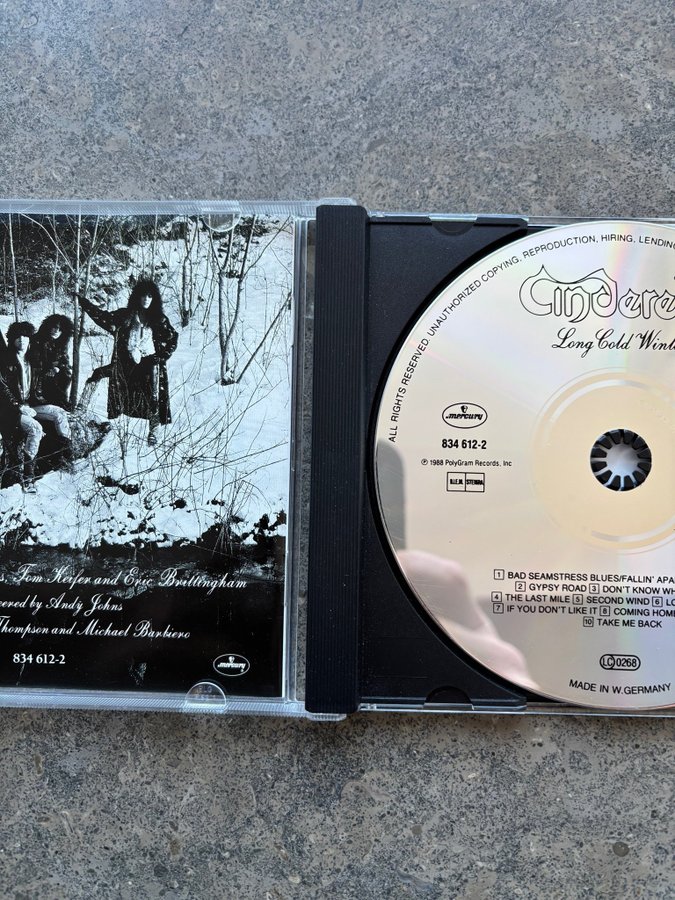 Tom Keifer and Eric Brittingham
by Andy Johns
Thompson and Michael Barbiero
834 612-2
mercury
ALL RIGHTS RESERVED. UNAUTHORIZED COPYING, REPRODUCTION, HIRING, LENDING
Cindere
Long Cold Wint
mercury
834 612-2
℗ 1988 PolyGram Records, Inc
B.I.E.M. STEMRA
1 BAD SEAMSTRESS BLUES/FALLIN' APA
2 GYPSY ROAD 3 DON'T KNOW WH
4 THE LAST MILE 5 SECOND WIND 6 LO
7 IF YOU DON'T LIKE IT 8 COMING HOME
10 TAKE ME BACK
LC 0268
MADE IN W. GERMANY